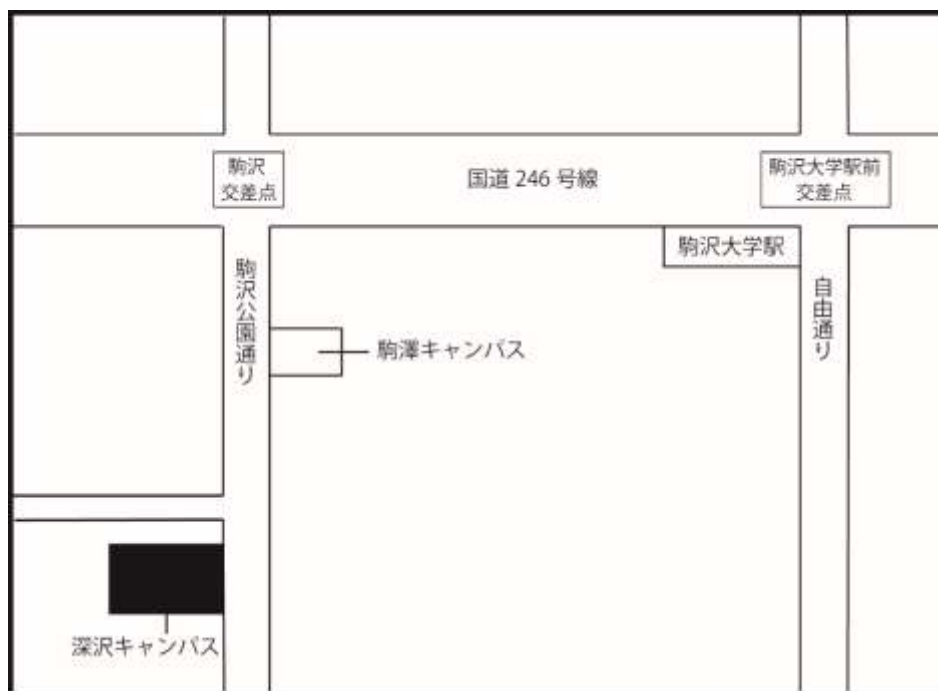 駒沢
交差点
国道 246 号線
駒沢大学駅前
交差点
駒沢大学駅
駒沢公園通り
自由通り
駒澤キャンパス
深沢キャンパス